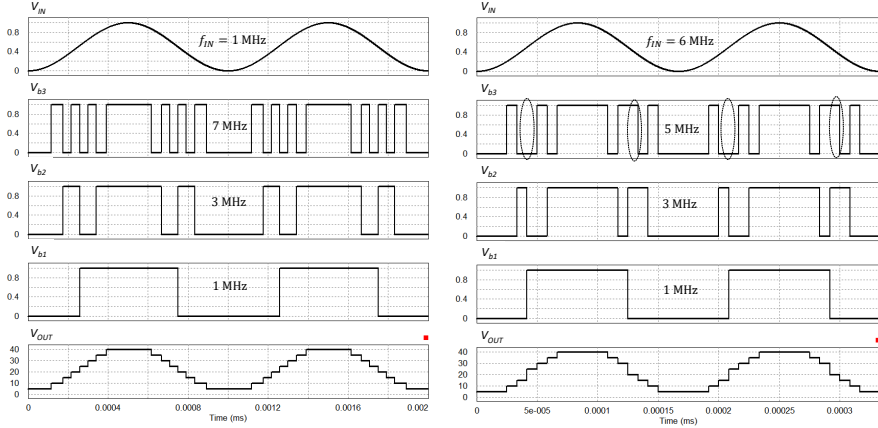 V_IN
0.8
0.4
0
f_IN = 1 MHz
V_b3
0.8
0.4
0
7 MHz
V_b2
0.8
0.4
0
3 MHz
V_b1
0.8
0.4
0
1 MHz
V_OUT
40
30
20
10
0 0.0004 0.0008 0.0012 0.0016 0.002
Time (ms)
V_IN
0.8
0.4
0
f_IN = 6 MHz
V_b3
0.8
0.4
0
5 MHz
V_b2
0.8
0.4
0
3 MHz
V_b1
0.8
0.4
0
1 MHz
V_OUT
40
30
20
10
0
0 5e-005 0.0001 0.00015 0.0002 0.00025 0.0003
Time (ms)